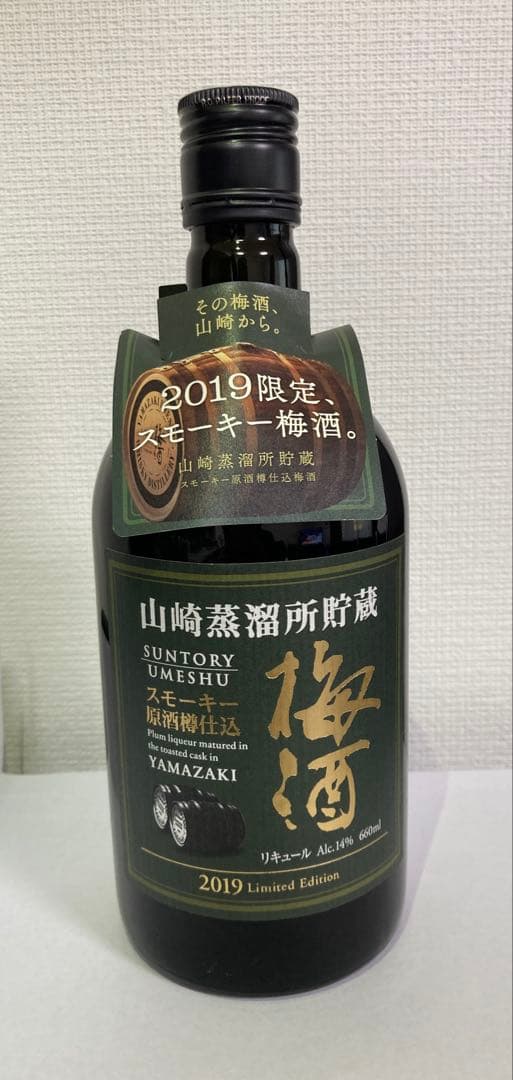 その梅酒、
山崎から。
2019限定、
スモーキー梅酒。
山崎蒸溜所貯蔵
スモーキー原酒樽仕込梅酒
山崎蒸溜所貯蔵
SUNTORY
UMESHU
スモーキー
原酒樽仕込
Plum liqueur matured in
the toasted cask in
YAMAZAKI
梅酒
リキュール Alc.14% 660ml
2019 Limited Edition